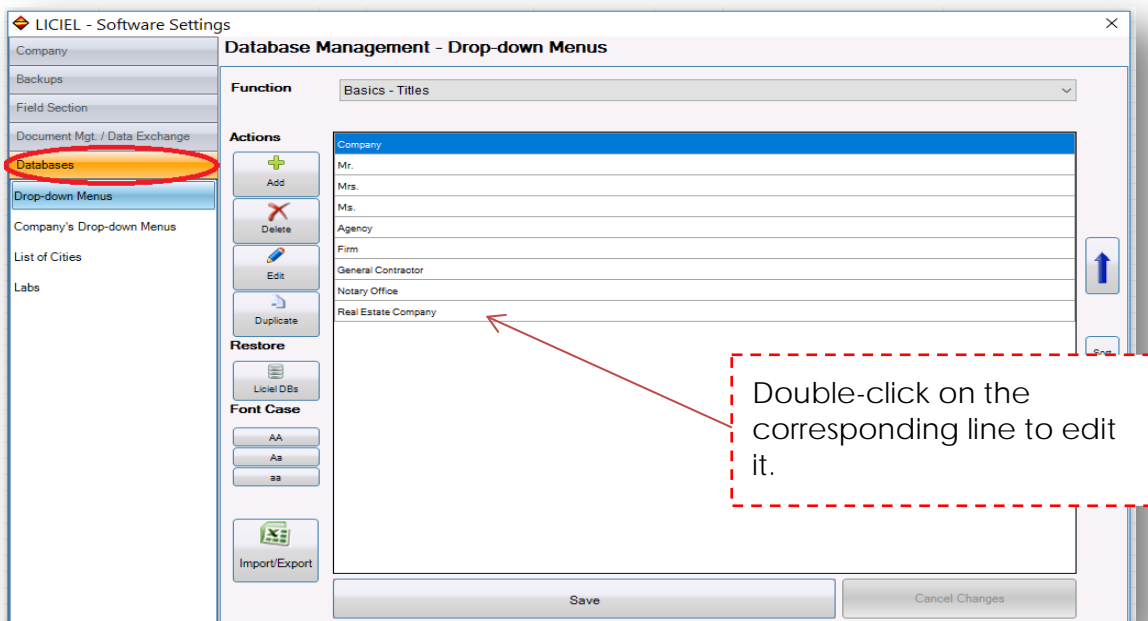 LICIEL - Software Settings
Company
Backups
Field Section
Document Mgt. / Data Exchange
Databases
Drop-down Menus
Company's Drop-down Menus
List of Cities
Labs
Database Management - Drop-down Menus
Function
Basics - Titles
Actions
Add
Delete
Edit
Duplicate
Restore
Liciel DBs
Font Case
AA
Aa
aa
Import/Export
Company
Mr.
Mrs.
Ms.
Agency
Firm
General Contractor
Notary Office
Real Estate Company
Sort
Double-click on the
corresponding line to edit
it.
Save
Cancel Changes